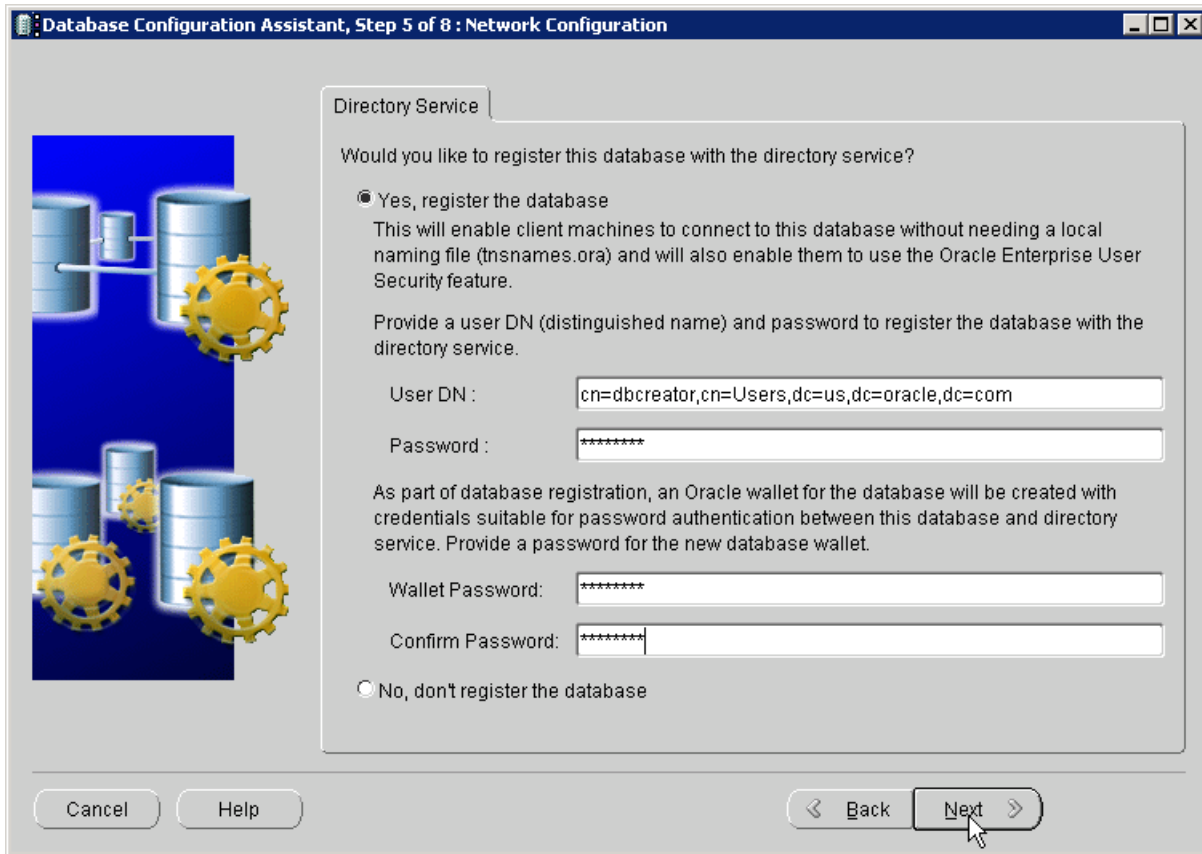 Database Configuration Assistant, Step 5 of 8 : Network Configuration
Directory Service
Would you like to register this database with the directory service?
Yes, register the database
This will enable client machines to connect to this database without needing a local
naming file (tnsnames.ora) and will also enable them to use the Oracle Enterprise User
Security feature.
Provide a user DN (distinguished name) and password to register the database with the
directory service.
User DN : cn=dbcreator,cn=Users,dc=us,dc=oracle,dc=com
Password : ********
As part of database registration, an Oracle wallet for the database will be created with
credentials suitable for password authentication between this database and directory
service. Provide a password for the new database wallet.
Wallet Password: ********
Confirm Password: ********
No, don't register the database
Cancel Help Back Next